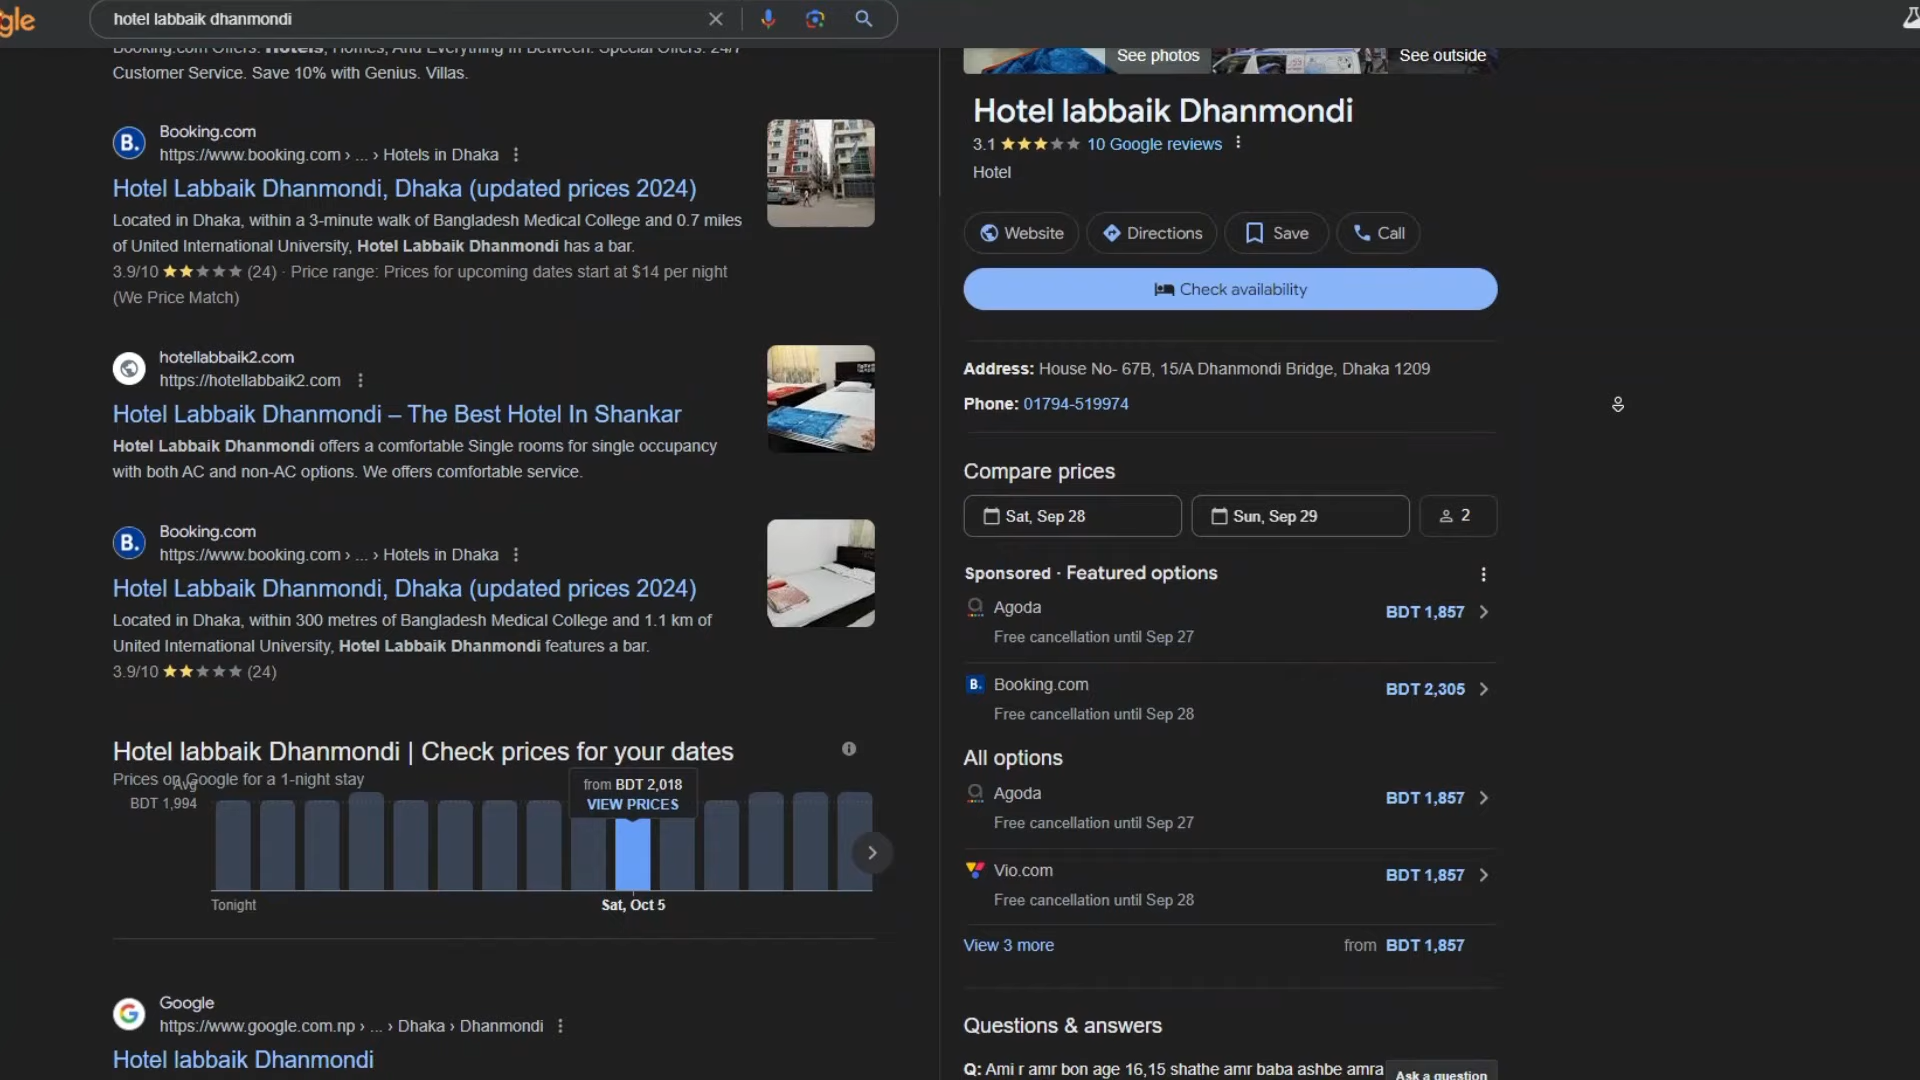 gle
hotel labbaik dhanmondi
Booking.com Offers: Hotels, Homes, And Everything In Between. Special Offers. 24/7
Customer Service. Save 10% with Genius. Villas.
Booking.com
https://www.booking.com › ... › Hotels in Dhaka
Hotel Labbaik Dhanmondi, Dhaka (updated prices 2024)
Located in Dhaka, within a 3-minute walk of Bangladesh Medical College and 0.7 miles
of United International University, Hotel Labbaik Dhanmondi has a bar.
3.9/10 (24) · Price range: Prices for upcoming dates start at $14 per night
(We Price Match)
hotellabbaik2.com
https://hotellabbaik2.com
Hotel Labbaik Dhanmondi – The Best Hotel In Shankar
Hotel Labbaik Dhanmondi offers a comfortable Single rooms for single occupancy
with both AC and non-AC options. We offers comfortable service.
B.
Booking.com
https://www.booking.com › ... › Hotels in Dhaka
Hotel Labbaik Dhanmondi, Dhaka (updated prices 2024)
Located in Dhaka, within 300 metres of Bangladesh Medical College and 1.1 km of
United International University, Hotel Labbaik Dhanmondi features a bar.
3.9/10 (24)
Hotel labbaik Dhanmondi | Check prices for your dates
Prices on Google for a 1-night stay
Avg
BDT 1,994
from BDT 2,018
VIEW PRICES
Tonight
Sat, Oct 5
Google
https://www.google.com.np › ... › Dhaka › Dhanmondi
Hotel labbaik Dhanmondi
See photos
See outside
Hotel labbaik Dhanmondi
3.1 10 Google reviews
Hotel
Website
Directions
Save
Call
Check availability
Address: House No- 67B, 15/A Dhanmondi Bridge, Dhaka 1209
Phone: 01794-519974
Compare prices
Sat, Sep 28
Sun, Sep 29
2
Sponsored · Featured options
Agoda
BDT 1,857
Free cancellation until Sep 27
B.
Booking.com
BDT 2,305
Free cancellation until Sep 28
All options
Agoda
BDT 1,857
Free cancellation until Sep 27
Vio.com
BDT 1,857
Free cancellation until Sep 28
View 3 more
from BDT 1,857
Questions & answers
Q: Ami r amr bon age 16,15 shathe amr baba ashbe amra
Ask a question